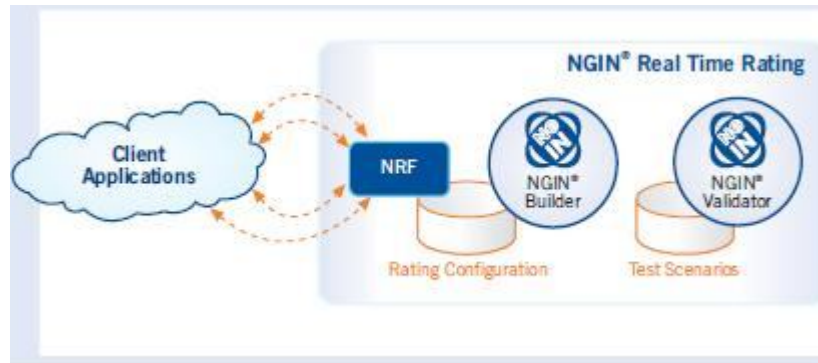 NGIN® Real Time Rating
Client
Applications
NRF
NGIN®
Builder
NGIN®
Validator
Rating Configuration
Test Scenarios